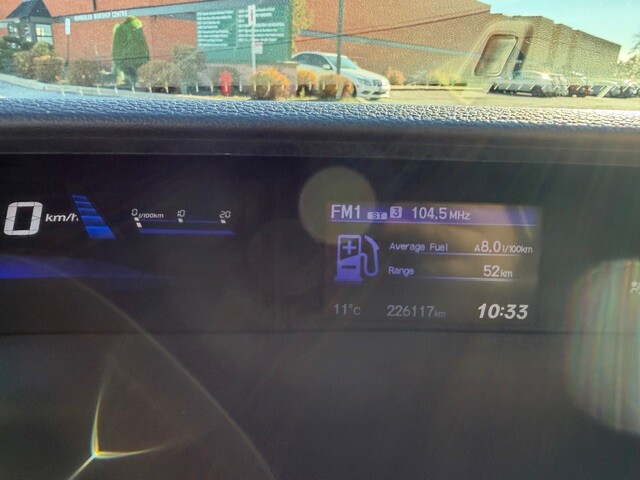 0 km/h
0 l/100km 10 20
FM1 ST 3 104.5 MHz
Average Fuel A8.0 l/100km
Range 52 km
11°C 226117 km 10:33